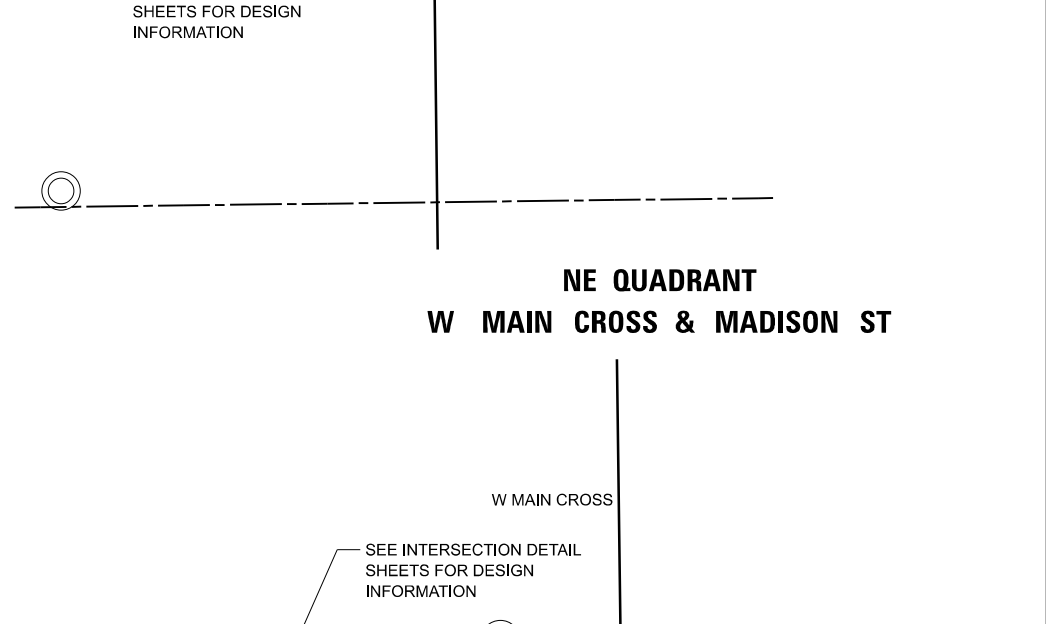 SHEETS FOR DESIGN
INFORMATION
NE QUADRANT
W MAIN CROSS & MADISON ST
W MAIN CROSS
SEE INTERSECTION DETAIL
SHEETS FOR DESIGN
INFORMATION